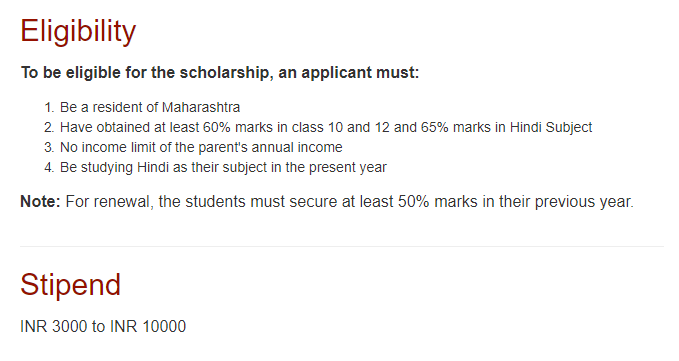 Eligibility
To be eligible for the scholarship, an applicant must:
1. Be a resident of Maharashtra
2. Have obtained at least 60% marks in class 10 and 12 and 65% marks in Hindi Subject
3. No income limit of the parent's annual income
4. Be studying Hindi as their subject in the present year
Note: For renewal, the students must secure at least 50% marks in their previous year.
Stipend
INR 3000 to INR 10000